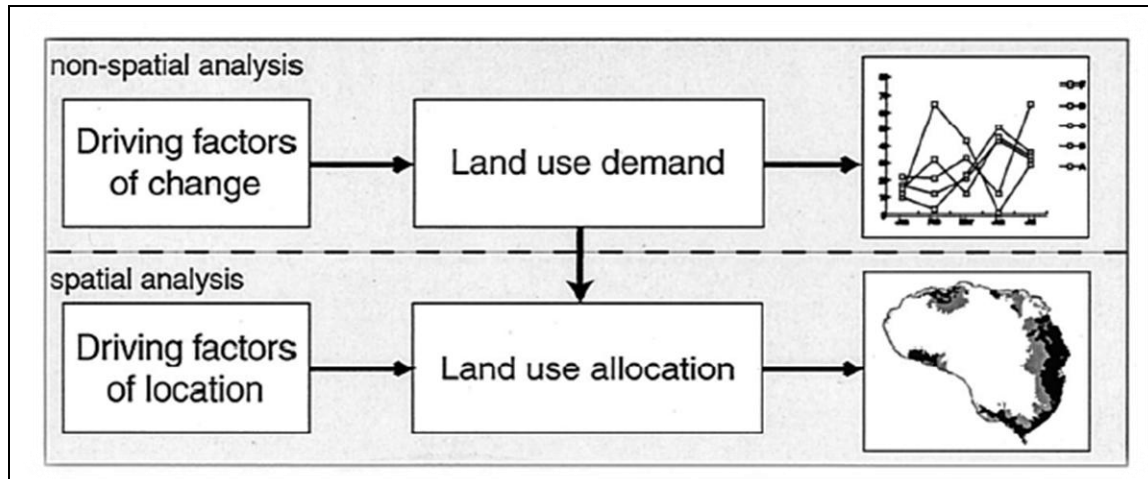 non-spatial analysis
Driving factors
of change
Land use demand
spatial analysis
Driving factors
of location
Land use allocation